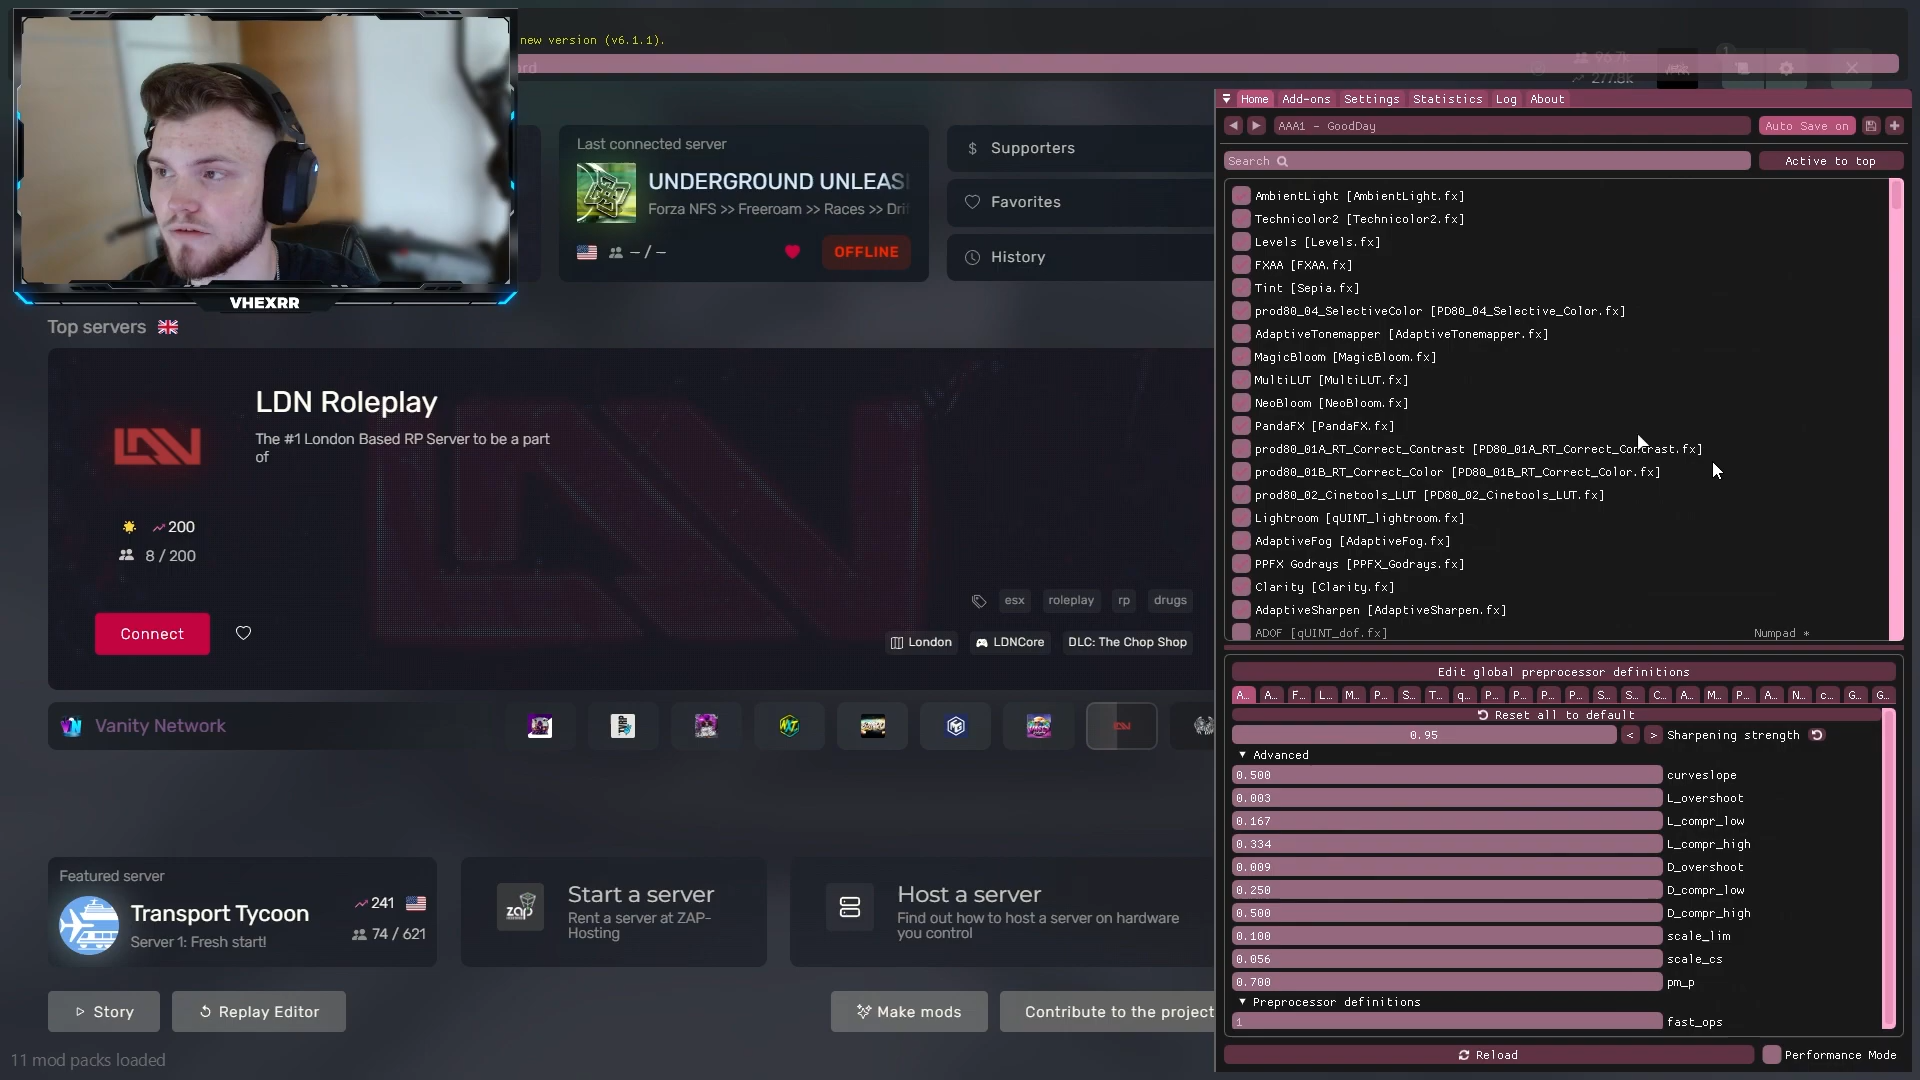 new version (v6.1.1).
VHEXRR
96.7k
277.8k
1
Last connected server
UNDERGROUND UNLEAS
Forza NFS >> Freeroam >> Races >> Drif
– / –
OFFLINE
Supporters
Favorites
History
Top servers
LDN Roleplay
The #1 London Based RP Server to be a part
of
200
8 / 200
Connect
esx
roleplay
rp
drugs
London
LDNCore
DLC: The Chop Shop
Vanity Network
Featured server
Transport Tycoon
Server 1: Fresh start!
241
74 / 621
zap
Start a server
Rent a server at ZAP-
Hosting
Host a server
Find out how to host a server on hardware
you control
Story
Replay Editor
Make mods
Contribute to the project
11 mod packs loaded
Home Add-ons Settings Statistics Log About
AAA1 - GoodDay
Auto Save on
Search
Active to top
AmbientLight [AmbientLight.fx]
Technicolor2 [Technicolor2.fx]
Levels [Levels.fx]
FXAA [FXAA.fx]
Tint [Sepia.fx]
prod80_04_SelectiveColor [PD80_04_Selective_Color.fx]
AdaptiveTonemapper [AdaptiveTonemapper.fx]
MagicBloom [MagicBloom.fx]
MultiLUT [MultiLUT.fx]
NeoBloom [NeoBloom.fx]
PandaFX [PandaFX.fx]
prod80_01A_RT_Correct_Contrast [PD80_01A_RT_Correct_Contrast.fx]
prod80_01B_RT_Correct_Color [PD80_01B_RT_Correct_Color.fx]
prod80_02_Cinetools_LUT [PD80_02_Cinetools_LUT.fx]
Lightroom [qUINT_lightroom.fx]
AdaptiveFog [AdaptiveFog.fx]
PPFX Godrays [PPFX_Godrays.fx]
Clarity [Clarity.fx]
AdaptiveSharpen [AdaptiveSharpen.fx]
ADOF [qUINT_dof.fx] Numpad *
Edit global preprocessor definitions
A… A… F… L… M… P… S… T… q… P… P… P… P… S… S… C… A… M… P… A… N… c… G… G…
Reset all to default
0.95 < > Sharpening strength
Advanced
0.500 curveslope
0.003 L_overshoot
0.167 L_compr_low
0.334 L_compr_high
0.009 D_overshoot
0.250 D_compr_low
0.500 D_compr_high
0.100 scale_lim
0.056 scale_cs
0.700 pm_p
Preprocessor definitions
1 fast_ops
Reload
Performance Mode